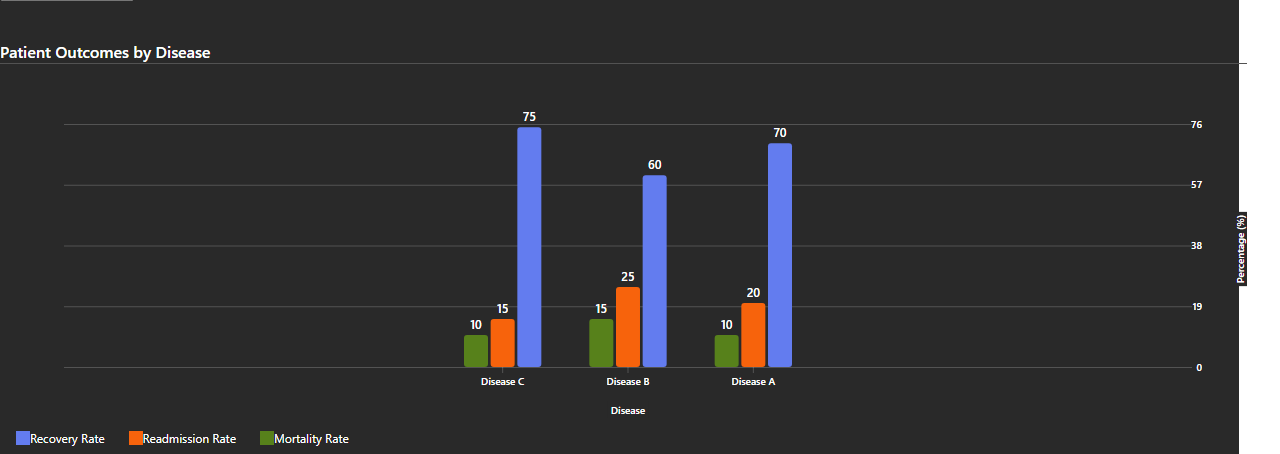 Patient Outcomes by Disease
75
70
60
25
20
15
15
10
10
76
57
38
19
0
Percentage (%)
Disease C
Disease B
Disease A
Disease
Recovery Rate
Readmission Rate
Mortality Rate